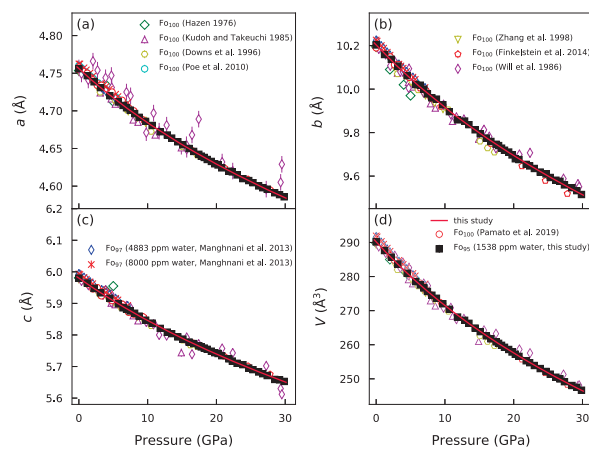 (a)
Fo100 (Hazen 1976)
Fo100 (Kudoh and Takeuchi 1985)
Fo100 (Downs et al. 1996)
Fo100 (Poe et al. 2010)
4.80
4.75
4.70
4.65
4.60
a (Å)
(b)
Fo100 (Zhang et al. 1998)
Fo100 (Finkelstein et al. 2014)
Fo100 (Will et al. 1986)
10.2
10.0
9.8
9.6
b (Å)
(c)
Fo97 (4883 ppm water, Manghnani et al. 2013)
Fo97 (8000 ppm water, Manghnani et al. 2013)
6.2
6.1
6.0
5.9
5.8
5.7
5.6
c (Å)
0 10 20 30
Pressure (GPa)
(d)
this study
Fo100 (Pamato et al. 2019)
Fo95 (1538 ppm water, this study)
290
280
270
260
250
V (Å³)
0 10 20 30
Pressure (GPa)